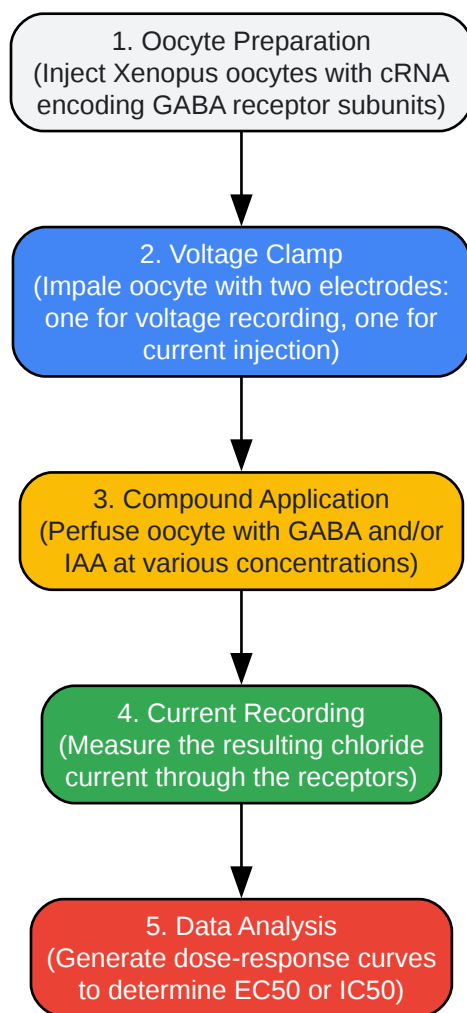 1. Oocyte Preparation
(Inject Xenopus oocytes with cRNA
encoding GABA receptor subunits)
2. Voltage Clamp
(Impale oocyte with two electrodes:
one for voltage recording, one for
current injection)
3. Compound Application
(Perfuse oocyte with GABA and/or
IAA at various concentrations)
4. Current Recording
(Measure the resulting chloride
current through the receptors)
5. Data Analysis
(Generate dose-response curves
to determine EC50 or IC50)